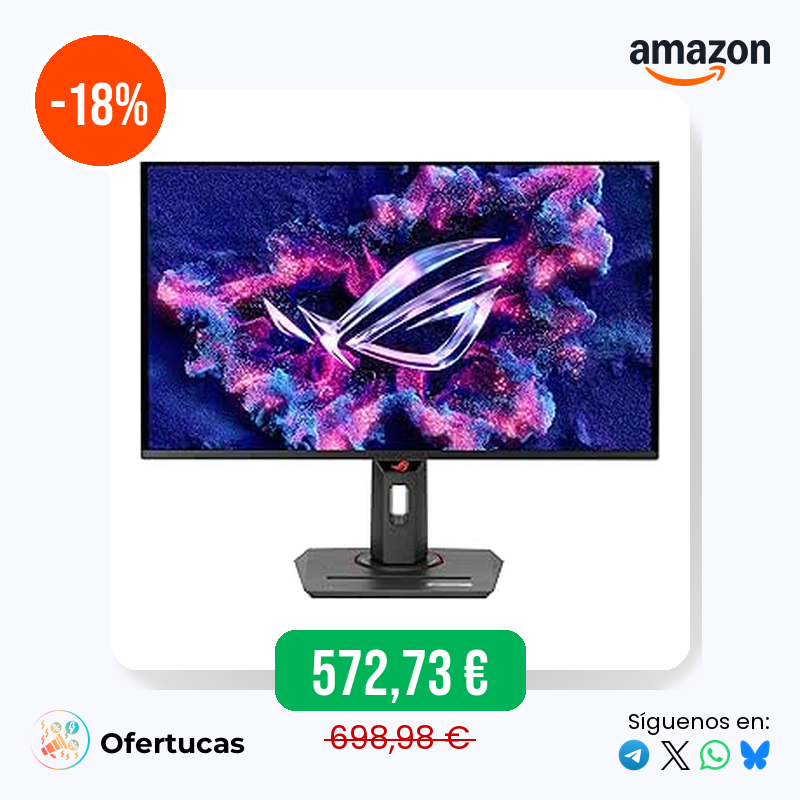 -18%
amazon
572,73 €
698,98 €
Ofertucas
Síguenos en: